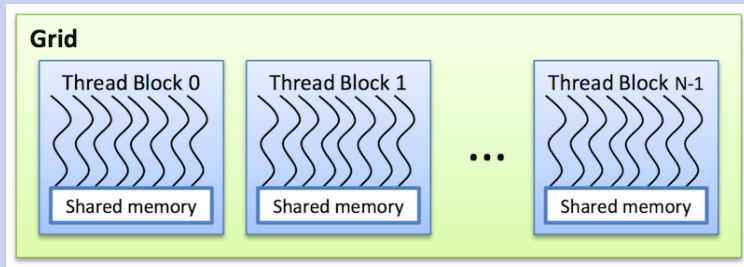 Grid
Thread Block 0
Thread Block 1
Thread Block N-1
...
Shared memory
Shared memory
Shared memory